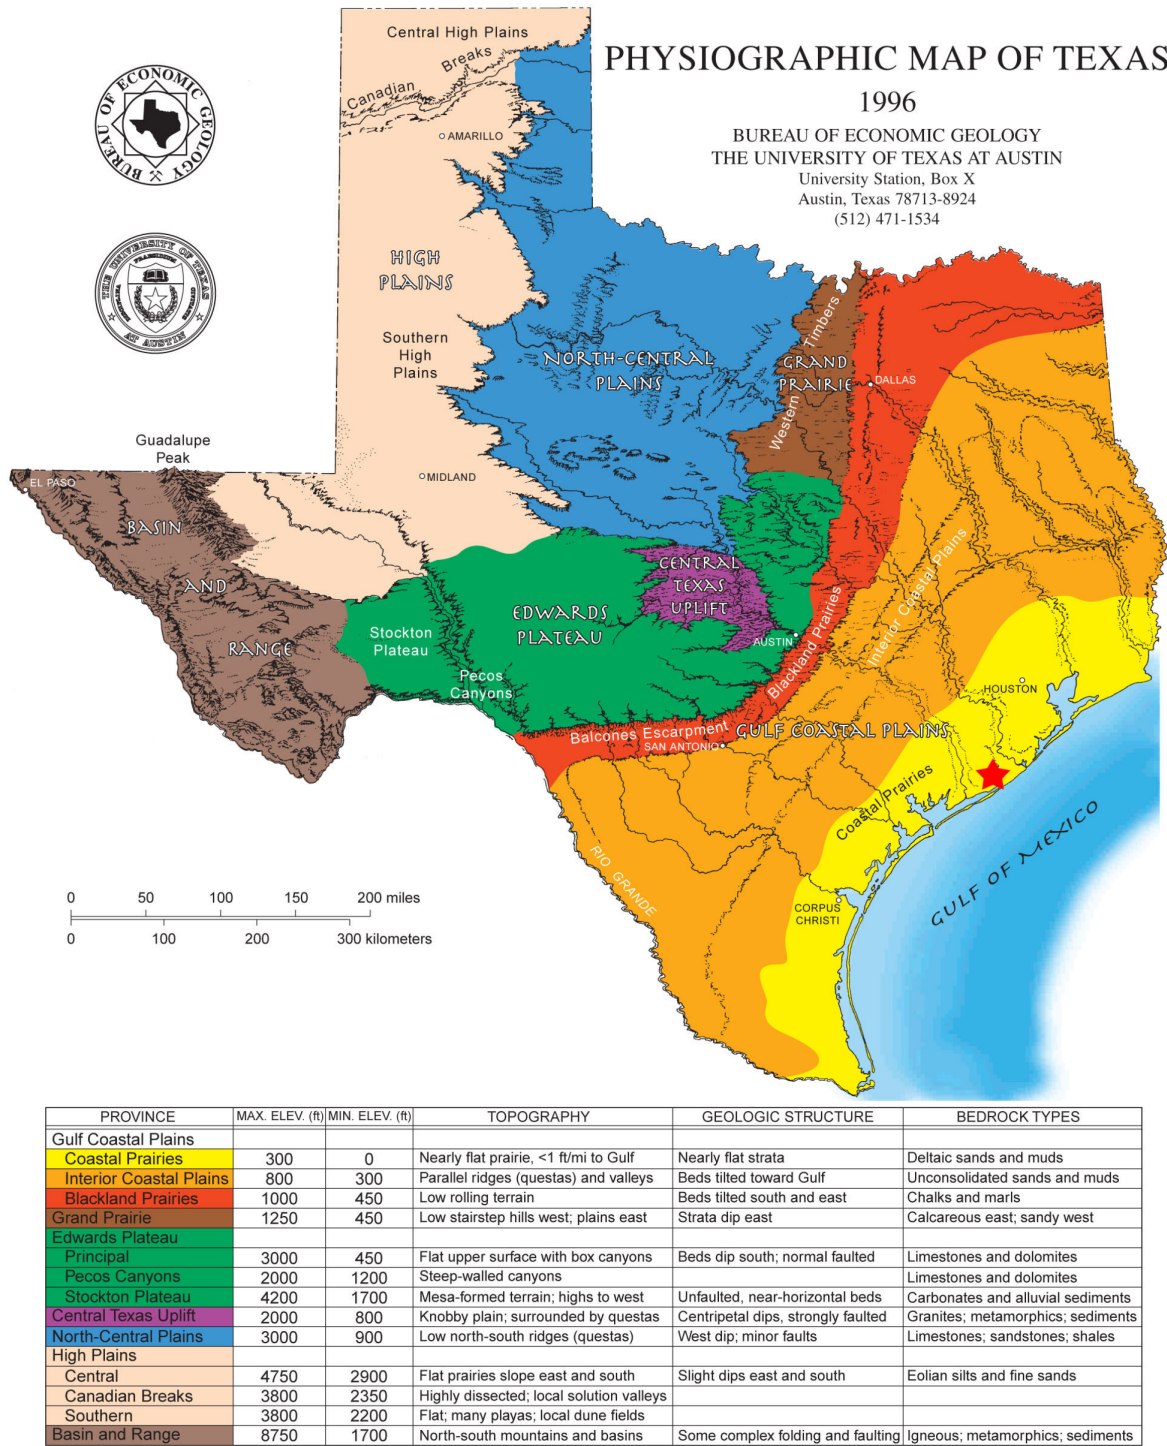 PHYSIOGRAPHIC MAP OF TEXAS
1996
BUREAU OF ECONOMIC GEOLOGY
THE UNIVERSITY OF TEXAS AT AUSTIN
University Station, Box X
Austin, Texas 78713-8924
(512) 471-1534
BUREAU OF ECONOMIC GEOLOGY
THE UNIVERSITY OF TEXAS
AT AUSTIN
Central High Plains
Canadian Breaks
AMARILLO
HIGH
PLAINS
Southern
High
Plains
NORTH-CENTRAL
PLAINS
Western Timbers
GRAND
PRAIRIE
DALLAS
Guadalupe
Peak
EL PASO
MIDLAND
BASIN
AND
RANGE
CENTRAL
TEXAS
UPLIFT
EDWARDS
PLATEAU
Stockton
Plateau
Pecos
Canyons
AUSTIN
Blackland Prairies
Interior Coastal Plains
HOUSTON
Balcones Escarpment
SAN ANTONIO
GULF COASTAL PLAINS
Coastal Prairies
RIO GRANDE
CORPUS
CHRISTI
GULF OF MEXICO
0 50 100 150 200 miles
0 100 200 300 kilometers
PROVINCE MAX. ELEV. (ft) MIN. ELEV. (ft) TOPOGRAPHY GEOLOGIC STRUCTURE BEDROCK TYPES
Gulf Coastal Plains
Coastal Prairies 300 0 Nearly flat prairie, <1 ft/mi to Gulf Nearly flat strata Deltaic sands and muds
Interior Coastal Plains 800 300 Parallel ridges (questas) and valleys Beds tilted toward Gulf Unconsolidated sands and muds
Blackland Prairies 1000 450 Low rolling terrain Beds tilted south and east Chalks and marls
Grand Prairie 1250 450 Low stairstep hills west; plains east Strata dip east Calcareous east; sandy west
Edwards Plateau
Principal 3000 450 Flat upper surface with box canyons Beds dip south; normal faulted Limestones and dolomites
Pecos Canyons 2000 1200 Steep-walled canyons Limestones and dolomites
Stockton Plateau 4200 1700 Mesa-formed terrain; highs to west Unfaulted, near-horizontal beds Carbonates and alluvial sediments
Central Texas Uplift 2000 800 Knobby plain; surrounded by questas Centripetal dips, strongly faulted Granites; metamorphics; sediments
North-Central Plains 3000 900 Low north-south ridges (questas) West dip; minor faults Limestones; sandstones; shales
High Plains
Central 4750 2900 Flat prairies slope east and south Slight dips east and south Eolian silts and fine sands
Canadian Breaks 3800 2350 Highly dissected; local solution valleys
Southern 3800 2200 Flat; many playas; local dune fields
Basin and Range 8750 1700 North-south mountains and basins Some complex folding and faulting Igneous; metamorphics; sediments